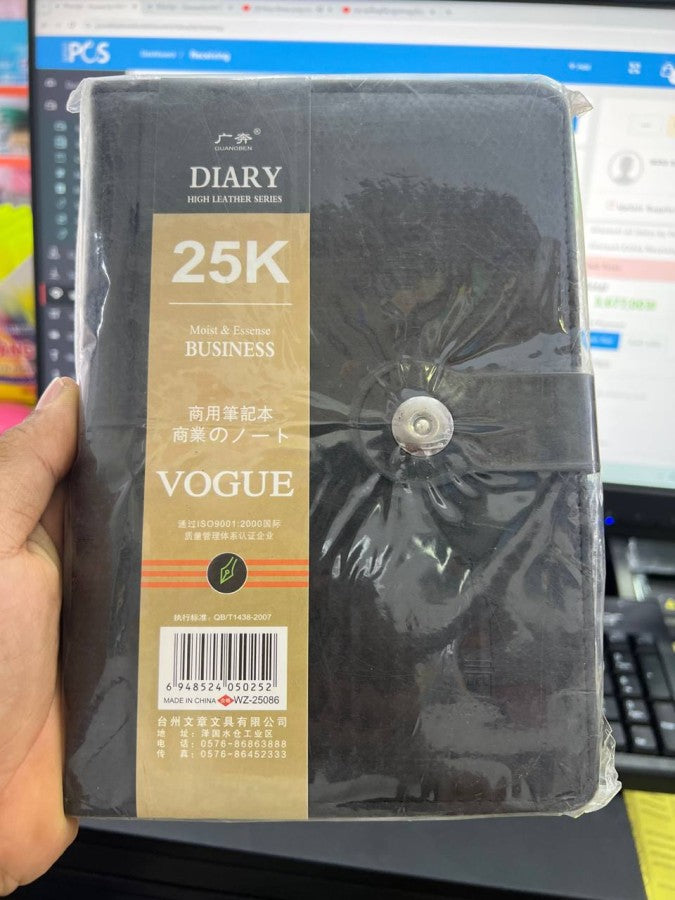 PCS
Dashboard
Receiving
广奔®
GUANGBEN
DIARY
HIGH LEATHER SERIES
25K
Moist & Essense
BUSINESS
商用筆記本
商業のノート
VOGUE
通过ISO9001:2000国际
质量管理体系认证企业
执行标准: QB/T1438-2007
6 948524 050252
MADE IN CHINA WZ-25086
台州文章文具有限公司
地 址: 泽国水仓工业区
电 话: 0576-86863888
传 真: 0576-86452333